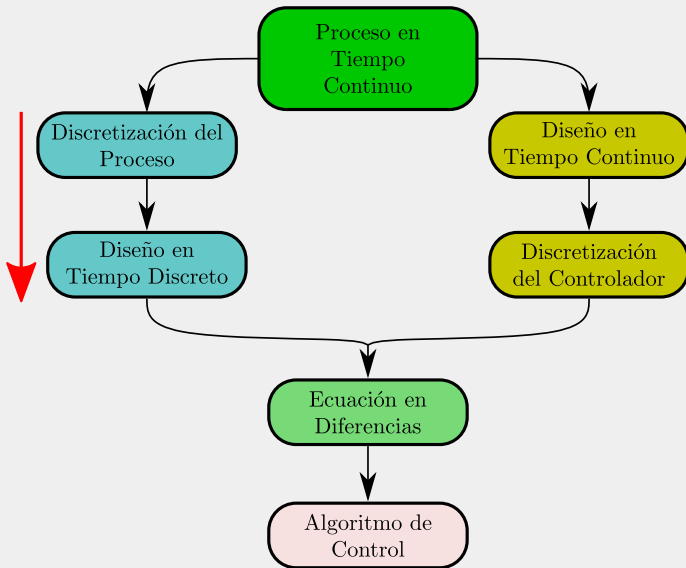 Proceso en
Tiempo
Continuo
Discretización del
Proceso
Diseño en
Tiempo Continuo
Diseño en
Tiempo Discreto
Discretización
del Controlador
Ecuación en
Diferencias
Algoritmo de
Control